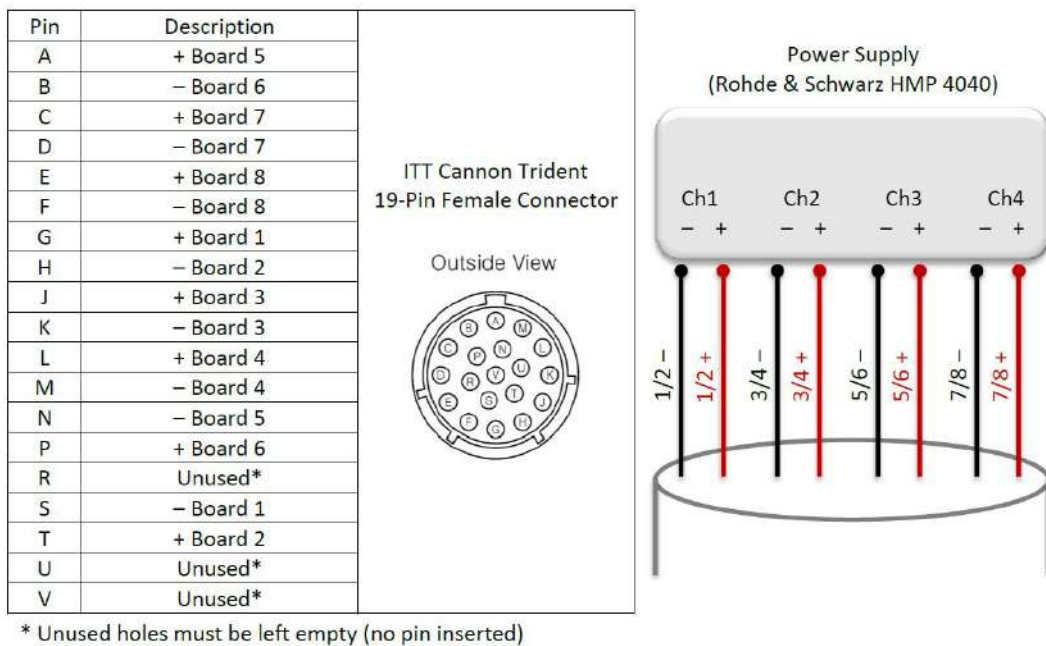 Pin Description
A + Board 5
B – Board 6
C + Board 7
D – Board 7
E + Board 8
F – Board 8
G + Board 1
H – Board 2
J + Board 3
K – Board 3
L + Board 4
M – Board 4
N – Board 5
P + Board 6
R Unused*
S – Board 1
T + Board 2
U Unused*
V Unused*
* Unused holes must be left empty (no pin inserted)
ITT Cannon Trident
19-Pin Female Connector
Outside View
A
B M
C N L
P
D R V U K
E S T J
F H
G
Power Supply
(Rohde & Schwarz HMP 4040)
Ch1 Ch2 Ch3 Ch4
– + – + – + – +
1/2 –
1/2 +
3/4 –
3/4 +
5/6 –
5/6 +
7/8 –
7/8 +